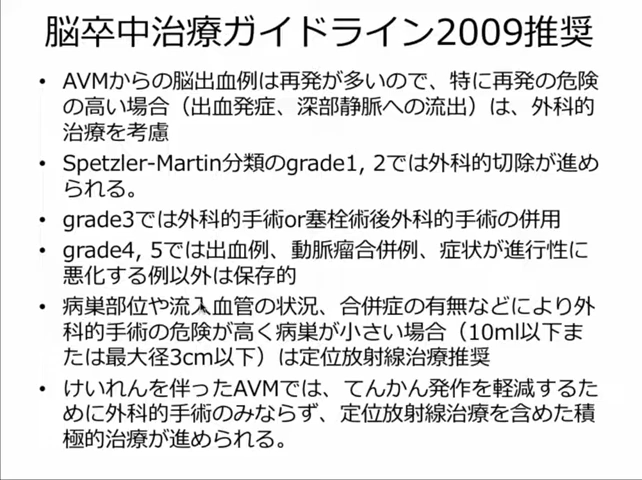 脳卒中治療ガイドライン2009推奨
• AVMからの脳出血例は再発が多いので、特に再発の危険
の高い場合（出血発症、深部静脈への流出）は、外科的
治療を考慮
• Spetzler-Martin分類のgrade1, 2では外科的切除が進め
られる。
• grade3では外科的手術or塞栓術後外科的手術の併用
• grade4, 5では出血例、動脈瘤合併例、症状が進行性に
悪化する例以外は保存的
• 病巣部位や流入血管の状況、合併症の有無などにより外
科的手術の危険が高く病巣が小さい場合（10ml以下ま
たは最大径3cm以下）は定位放射線治療推奨
• けいれんを伴ったAVMでは、てんかん発作を軽減するた
めに外科的手術のみならず、定位放射線治療を含めた積
極的治療が進められる。